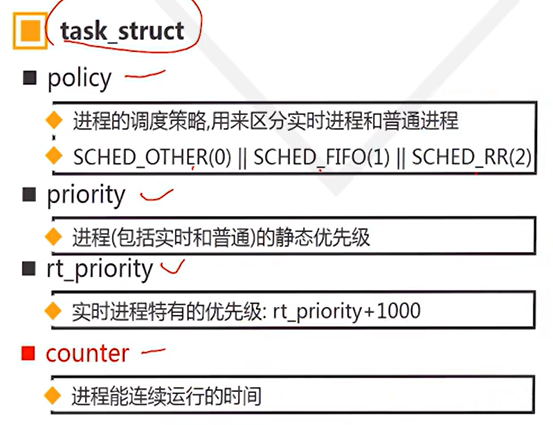 task_struct
policy
进程的调度策略,用来区分实时进程和普通进程
SCHED_OTHER(0) || SCHED_FIFO(1) || SCHED_RR(2)
priority
进程(包括实时和普通)的静态优先级
rt_priority
实时进程特有的优先级: rt_priority+1000
counter
进程能连续运行的时间